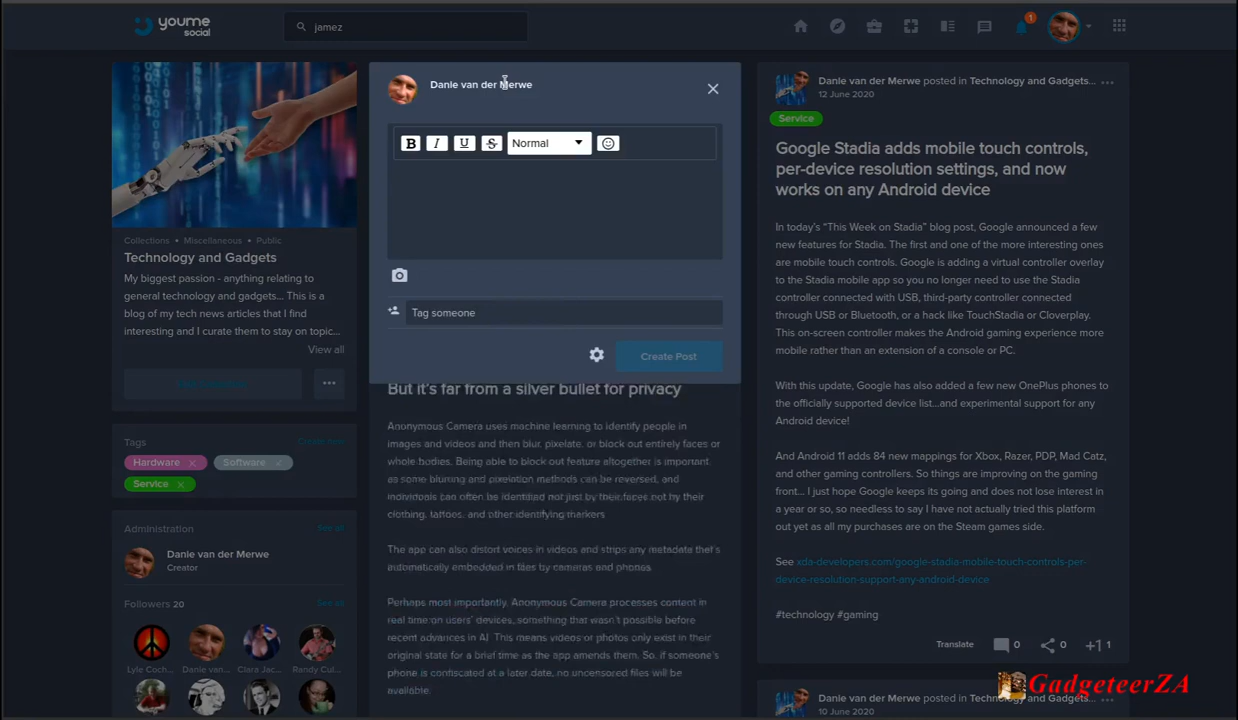 youme
social
jamez
1
Collections • Miscellaneous • Public
Technology and Gadgets
My biggest passion - anything relating to
general technology and gadgets... This is a
blog of my tech news articles that I find
interesting and I curate them to stay on topic...
View all
Tags
Create new
Hardware
Software
Service
Administration
See all
Danie van der Merwe
Creator
Followers 20
See all
Lyle Coch...
Danie van...
Clara Jac...
Randy Cul...
Danie van der Merwe
B I U S Normal
Tag someone
Create Post
But it's far from a silver bullet for privacy
Anonymous Camera uses machine learning to identify people in
images and videos and then blur, pixelate, or block out entirely faces or
whole bodies. Being able to block out feature altogether is important
as some blurring and pixelation methods can be reversed, and
individuals can often be identified not just by their faces but by their
clothing, tattoos, and other identifying markers
The app can also distort voices in videos and strips any metadata that's
automatically embedded in files by cameras and phones
Perhaps most importantly, Anonymous Camera processes content in
real time on users' devices, something that wasn't possible before
recent advances in AI. This means videos or photos only exist in their
original state for a brief time as the app amends them. So, if someone's
phone is confiscated at a later date, no uncensored files will be
available.
Danie van der Merwe posted in Technology and Gadgets...
12 June 2020
Service
Google Stadia adds mobile touch controls,
per-device resolution settings, and now
works on any Android device
In today's “This Week on Stadia” blog post, Google announced a few
new features for Stadia. The first and one of the more interesting ones
are mobile touch controls. Google is adding a virtual controller overlay
to the Stadia mobile app so you no longer need to use the Stadia
controller connected with USB, third-party controller connected
through USB or Bluetooth, or a hack like TouchStadia or Cloverplay.
This on-screen controller makes the Android gaming experience more
mobile rather than an extension of a console or PC.
With this update, Google has also added a few new OnePlus phones to
the officially supported device list...and experimental support for any
Android device!
And Android 11 adds 84 new mappings for Xbox, Razer, PDP, Mad Catz,
and other gaming controllers. So things are improving on the gaming
front... I just hope Google keeps its going and does not lose interest in
a year or so, so needless to say I have not actually tried this platform
out yet as all my purchases are on the Steam games side.
See xda-developers.com/google-stadia-mobile-touch-controls-per-
device-resolution-support-any-android-device
#technology #gaming
Translate 0 0 +1 1
GadgeteerZA
Danie van der Merwe posted in Technology and Gadgets...
10 June 2020